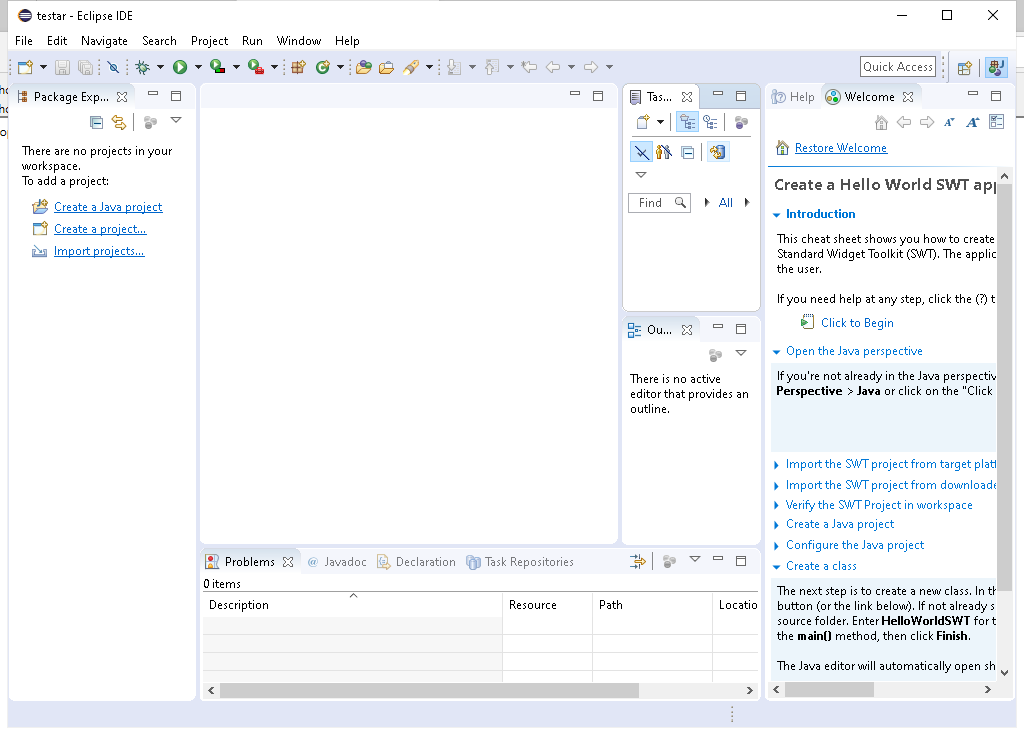 testar - Eclipse IDE
File Edit Navigate Search Project Run Window Help
Quick Access
Package Exp...
There are no projects in your
workspace.
To add a project:
Create a Java project
Create a project...
Import projects...
Tas...
Find
All
Ou...
There is no active
editor that provides an
outline.
Help Welcome
Restore Welcome
Create a Hello World SWT app
Introduction
This cheat sheet shows you how to create
Standard Widget Toolkit (SWT). The applic
the user.
If you need help at any step, click the (?) t
Click to Begin
Open the Java perspective
If you're not already in the Java perspectiv
Perspective > Java or click on the "Click
Import the SWT project from target platf
Import the SWT project from downloade
Verify the SWT Project in workspace
Create a Java project
Configure the Java project
Create a class
The next step is to create a new class. In th
button (or the link below). If not already s
source folder. Enter HelloWorldSWT for t
the main() method, then click Finish.
The Java editor will automatically open sh
Problems @ Javadoc Declaration Task Repositories
0 items
Description Resource Path Locatio